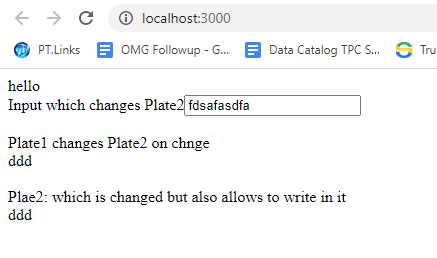 localhost:3000
PT.Links OMG Followup - G... Data Catalog TPC S... Tru
hello
Input which changes Plate2 fdsafasdfa
Plate1 changes Plate2 on chnge
ddd
Plae2: which is changed but also allows to write in it
ddd